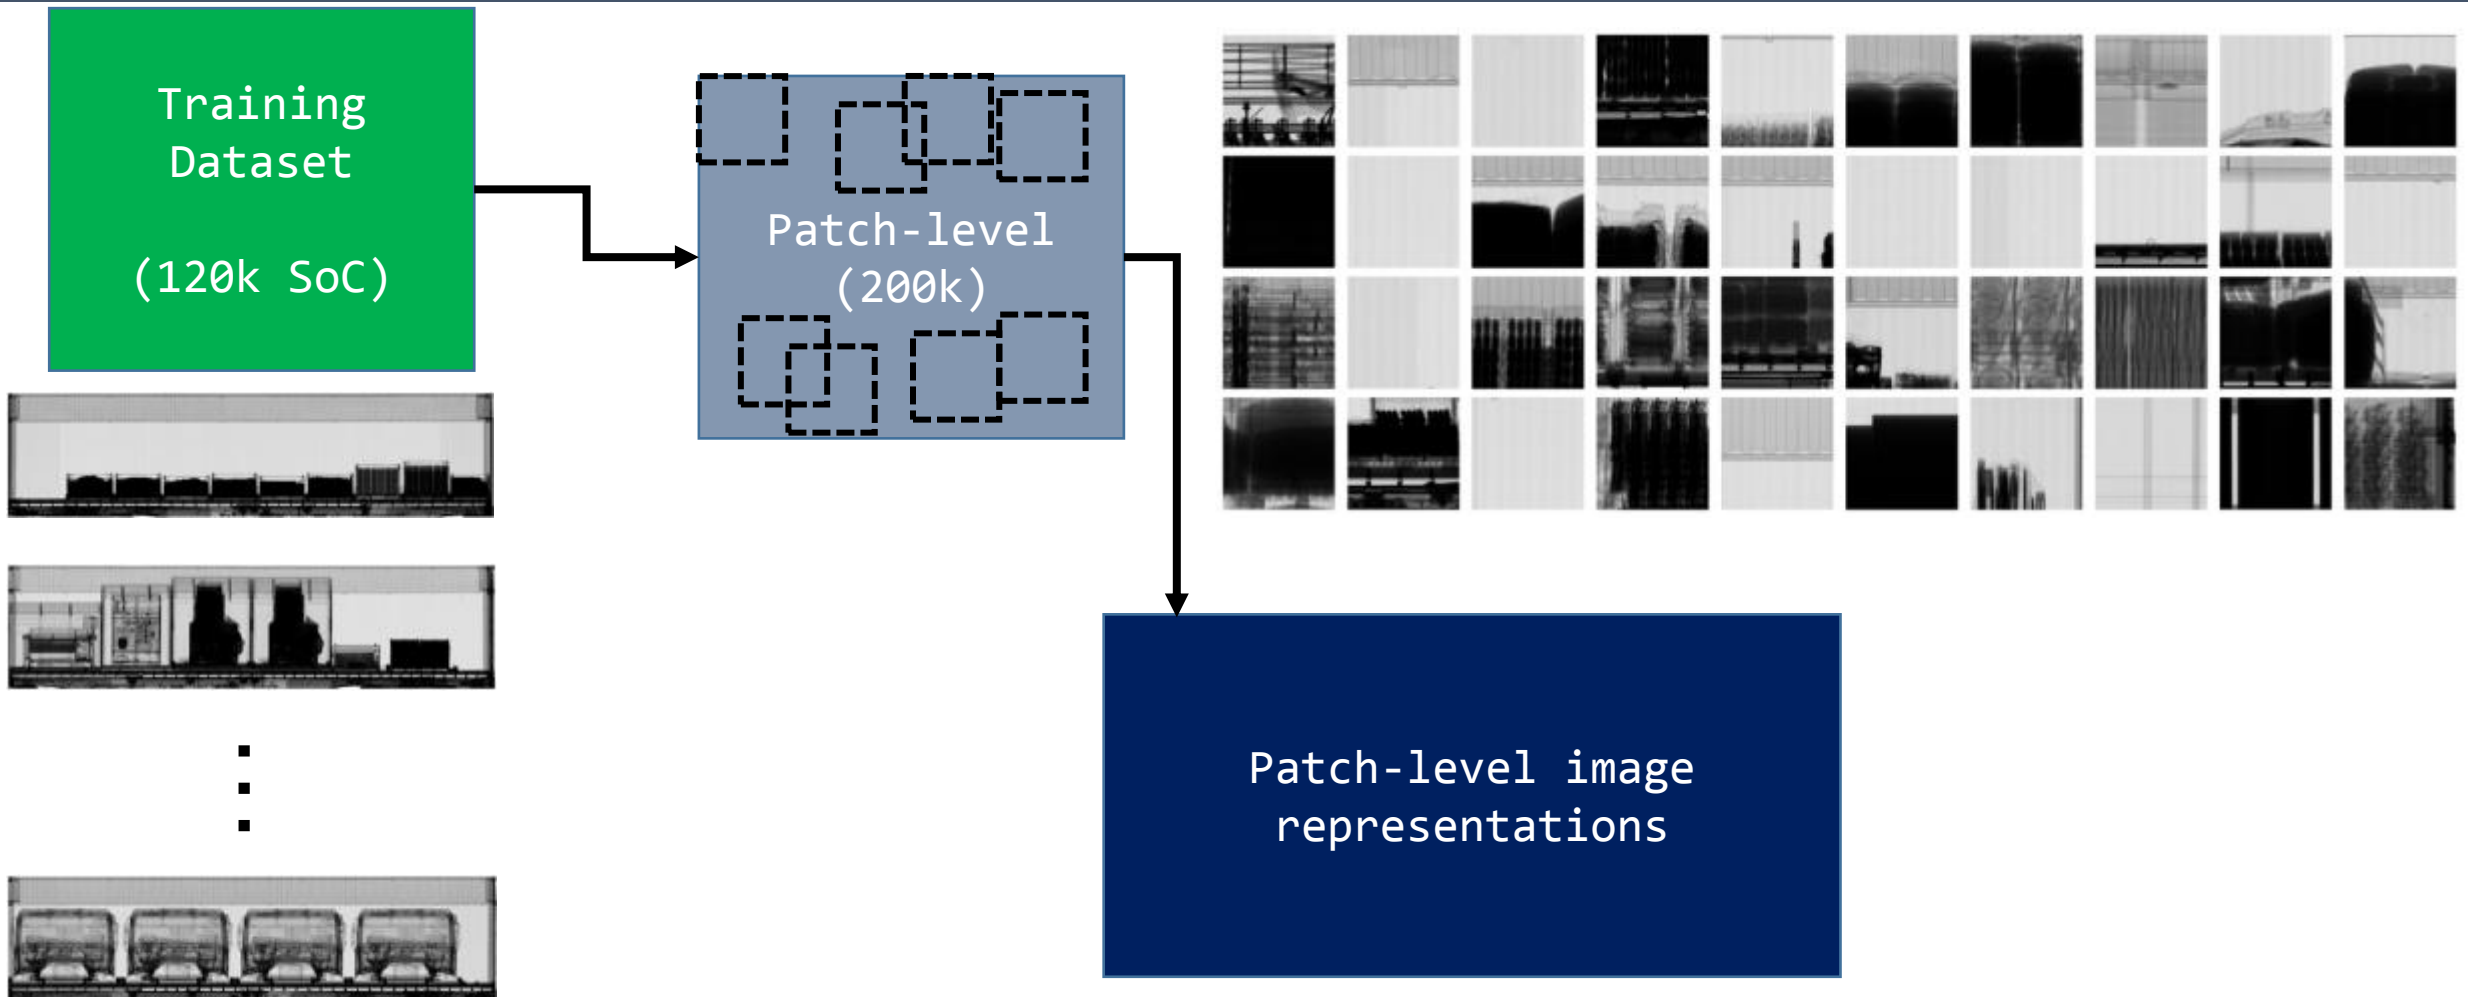 Training
Dataset
(120k SoC)
Patch-level
(200k)
Patch-level image
representations